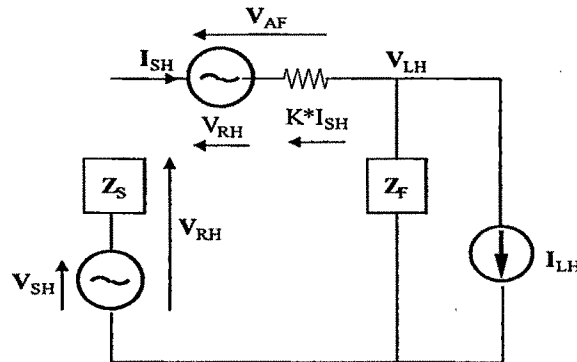 V_AF
I_SH
V_LH
V_RH
K*I_SH
Z_S
Z_F
V_RH
V_SH
I_LH